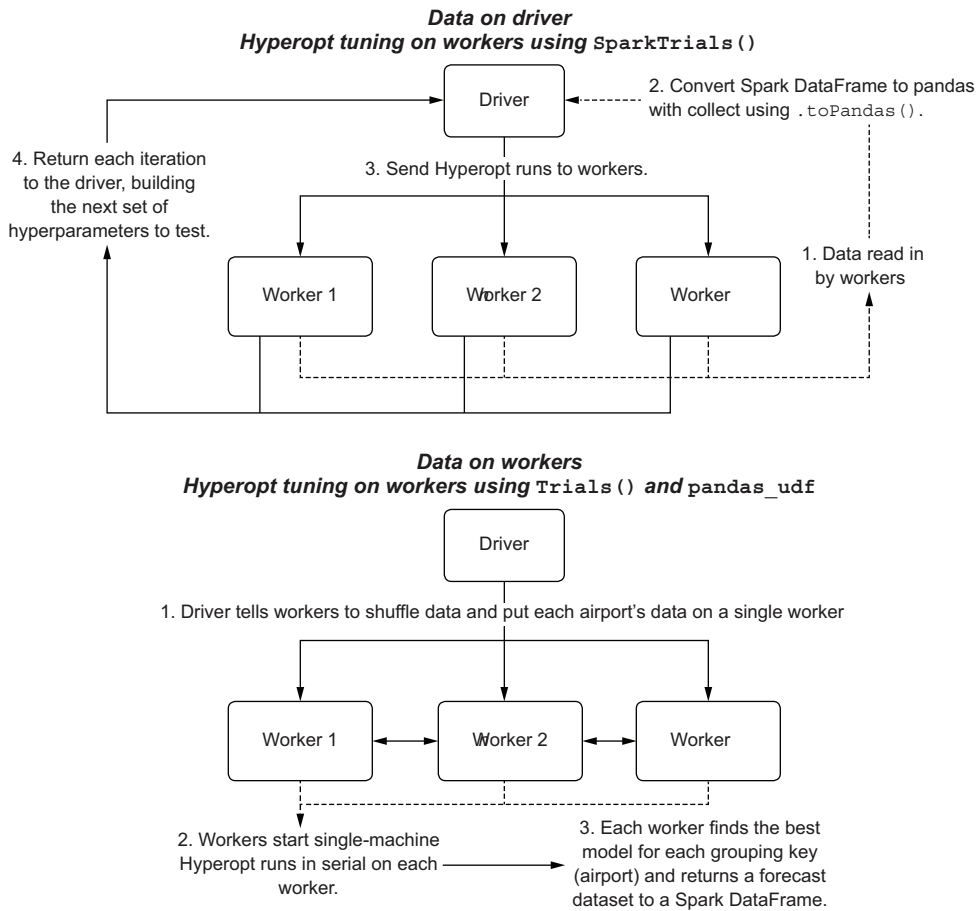 Data on driver
Hyperopt tuning on workers using SparkTrials()
Driver
2. Convert Spark DataFrame to pandas
with collect using .toPandas().
4. Return each iteration
to the driver, building
the next set of
hyperparameters to test.
3. Send Hyperopt runs to workers.
1. Data read in
by workers
Worker 1
Worker 2
Worker
Data on workers
Hyperopt tuning on workers using Trials() and pandas_udf
Driver
1. Driver tells workers to shuffle data and put each airport’s data on a single worker
Worker 1
Worker 2
Worker
2. Workers start single-machine
Hyperopt runs in serial on each
worker.
3. Each worker finds the best
model for each grouping key
(airport) and returns a forecast
dataset to a Spark DataFrame.